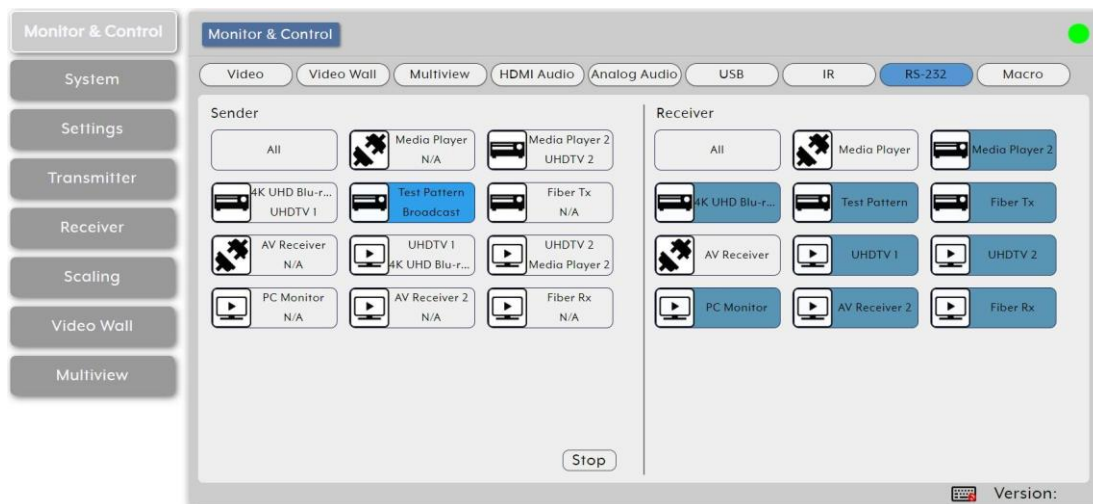 Monitor & Control
System
Settings
Transmitter
Receiver
Scaling
Video Wall
Multiview
Monitor & Control
Video
Video Wall
Multiview
HDMI Audio
Analog Audio
USB
IR
RS-232
Macro
Sender
All
Media Player
N/A
Media Player 2
UHDTV 2
4K UHD Blu-r...
UHDTV 1
Test Pattern
Broadcast
Fiber Tx
N/A
AV Receiver
N/A
UHDTV 1
4K UHD Blu-r...
UHDTV 2
Media Player 2
PC Monitor
N/A
AV Receiver 2
N/A
Fiber Rx
N/A
Stop
Receiver
All
Media Player
Media Player 2
4K UHD Blu-r...
Test Pattern
Fiber Tx
AV Receiver
UHDTV 1
UHDTV 2
PC Monitor
AV Receiver 2
Fiber Rx
Version: